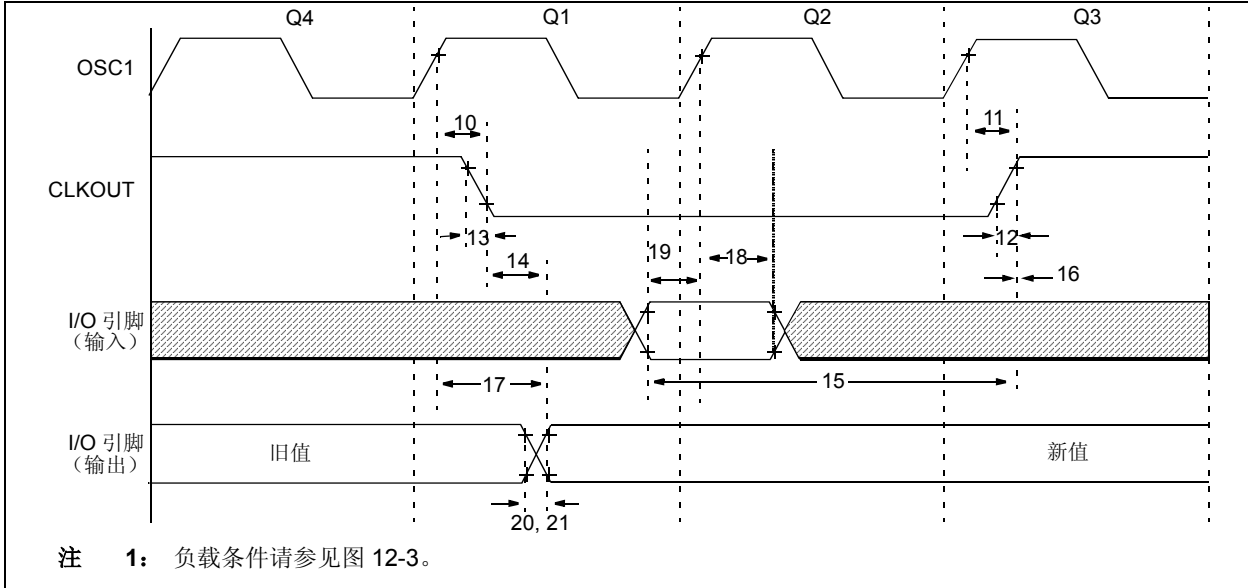 Q4 Q1 Q2 Q3
OSC1
10 11
CLKOUT
13 19 18 12
14 16
I/O 引脚
（输入）
17 15
I/O 引脚
（输出）
旧值 新值
20, 21
注 1： 负载条件请参见图 12-3。